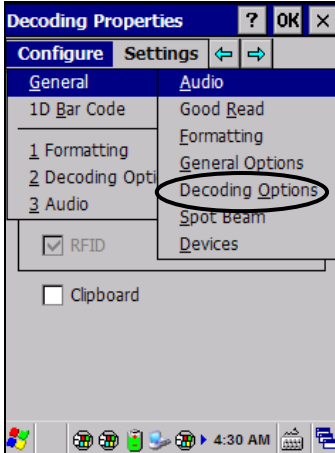 Decoding Properties ? OK ×
Configure Settings
General
1D Bar Code
1 Formatting
2 Decoding Opti
3 Audio
Audio
Good Read
Formatting
General Options
Decoding Options
Spot Beam
Devices
RFID
Clipboard
4:30 AM